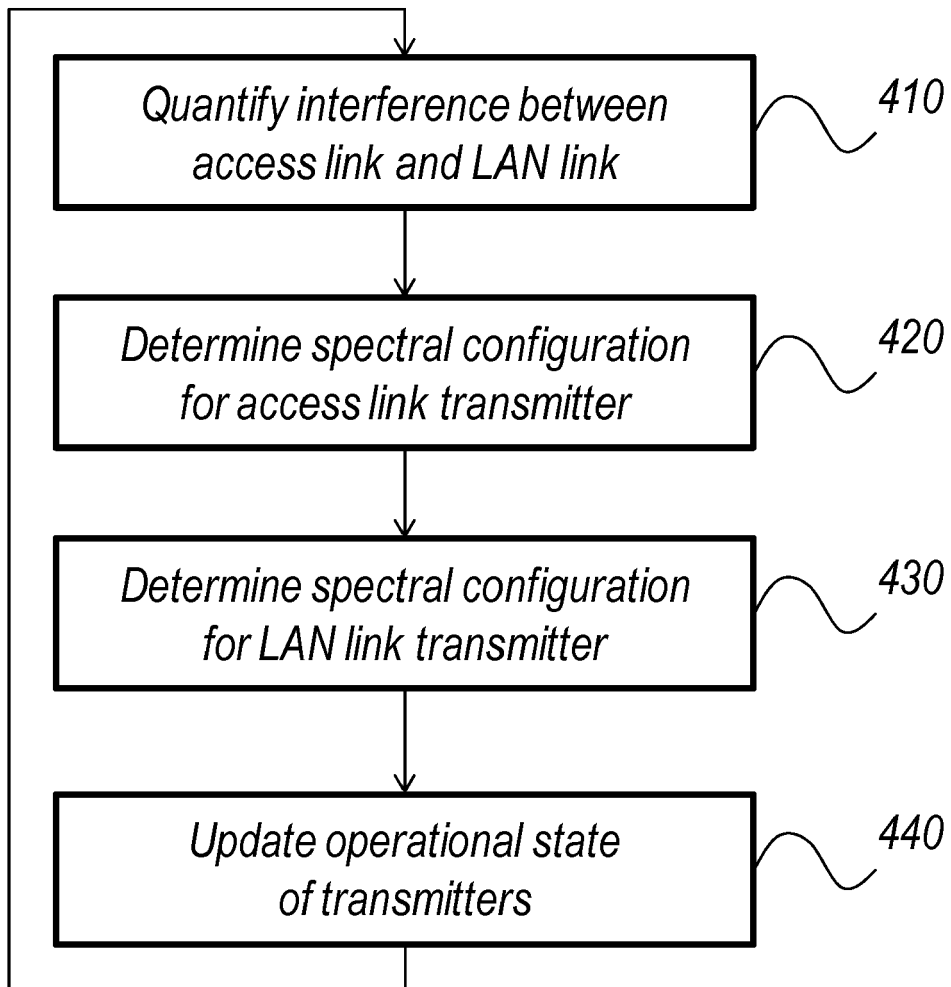 Quantify interference between
access link and LAN link
410
Determine spectral configuration
for access link transmitter
420
Determine spectral configuration
for LAN link transmitter
430
Update operational state
of transmitters
440